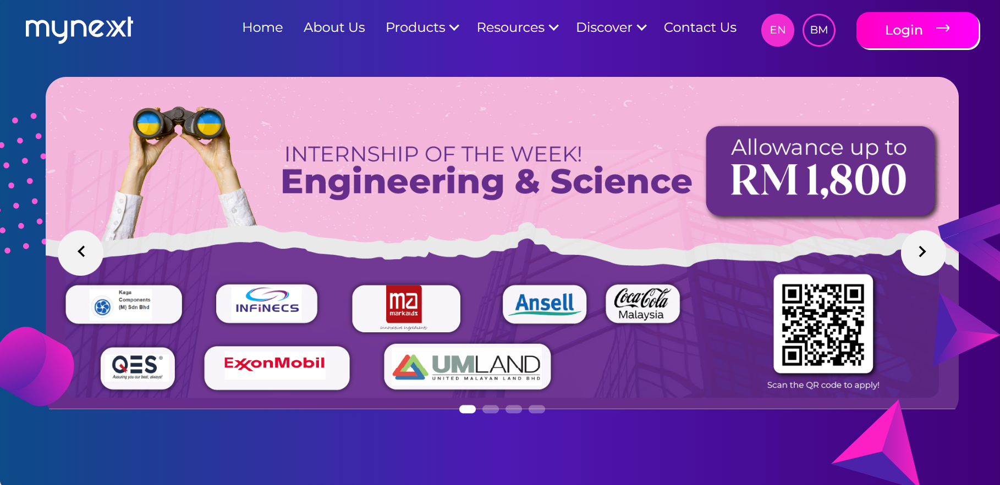 mynext
Home
About Us
Products
Resources
Discover
Contact Us
EN
BM
Login
INTERNSHIP OF THE WEEK!
Engineering & Science
Allowance up to
RM 1,800
Kaga
Components
(M) Sdn Bhd
INFINECS
ma
markaids
innovative ingredients
Ansell
Coca-Cola
Malaysia
QES®
Assuring you our best, always!
ExxonMobil
UMLAND
UNITED MALAYAN LAND BHD
Scan the QR code to apply!